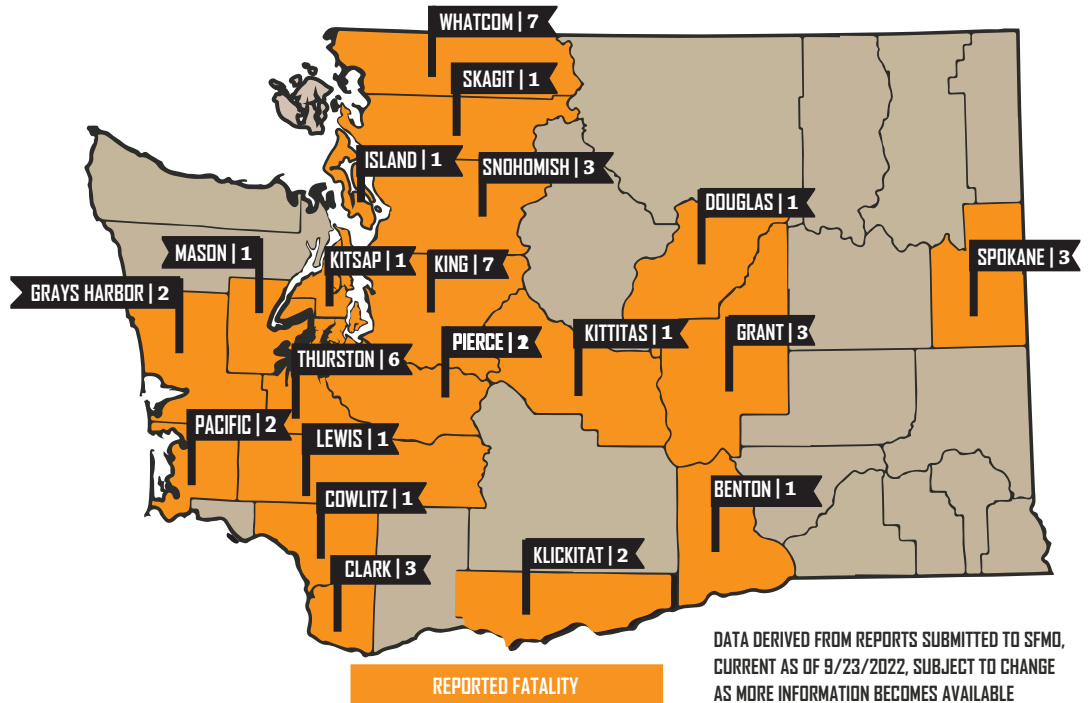 WHATCOM | 7
SKAGIT | 1
ISLAND | 1
SNOHOMISH | 3
DOUGLAS | 1
MASON | 1
KITSAP | 1
KING | 7
SPOKANE | 3
GRAYS HARBOR | 2
THURSTON | 6
PIERCE |
KITTITAS | 1
GRANT | 3
PACIFIC | 2
LEWIS | 1
COWLITZ | 1
BENTON | 1
CLARK | 3
KLICKITAT | 2
REPORTED FATALITY
DATA DERIVED FROM REPORTS SUBMITTED TO SFMO,
CURRENT AS OF 9/23/2022, SUBJECT TO CHANGE
AS MORE INFORMATION BECOMES AVAILABLE